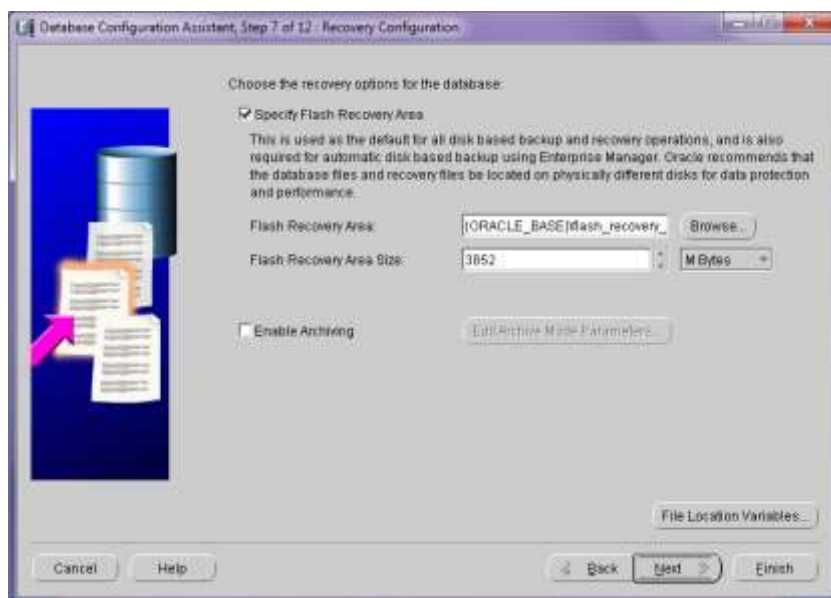 Database Configuration Assistant, Step 7 of 12 : Recovery Configuration
Choose the recovery options for the database:
Specify Flash Recovery Area
This is used as the default for all disk based backup and recovery operations, and is also
required for automatic disk based backup using Enterprise Manager. Oracle recommends that
the database files and recovery files be located on physically different disks for data protection
and performance.
Flash Recovery Area: {ORACLE_BASE}\flash_recovery_ Browse...
Flash Recovery Area Size: 3852 M Bytes
Enable Archiving Edit Archive Mode Parameters...
File Location Variables...
Cancel Help Back Next Finish